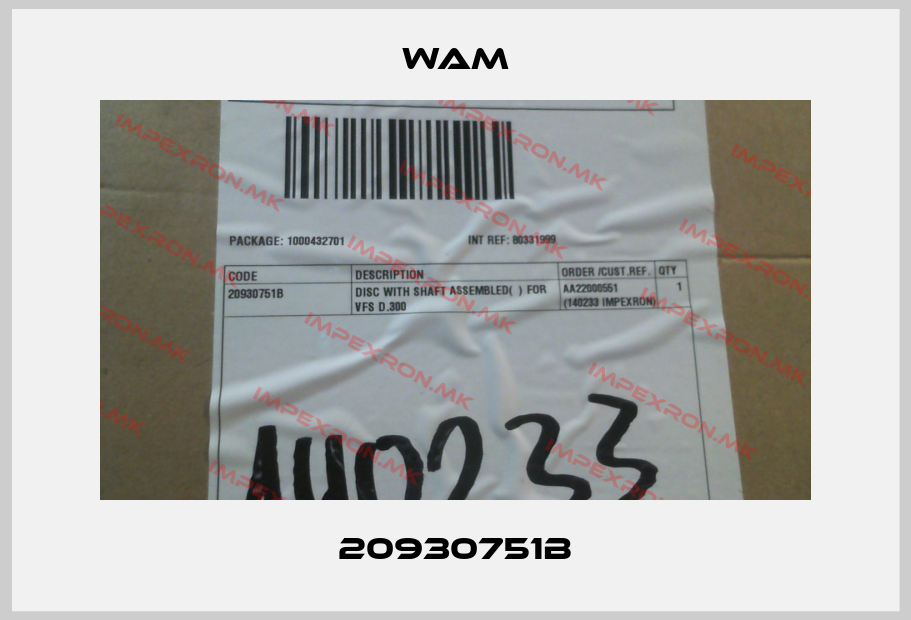 WAM
PACKAGE: 1000432701 INT REF: 80331999
CODE DESCRIPTION ORDER /CUST.REF. QTY
20930751B DISC WITH SHAFT ASSEMBLED( ) FOR AA22000551 1
VFS D.300 (140233 IMPEXRON)
140233
IMPEXRON.MK
20930751B